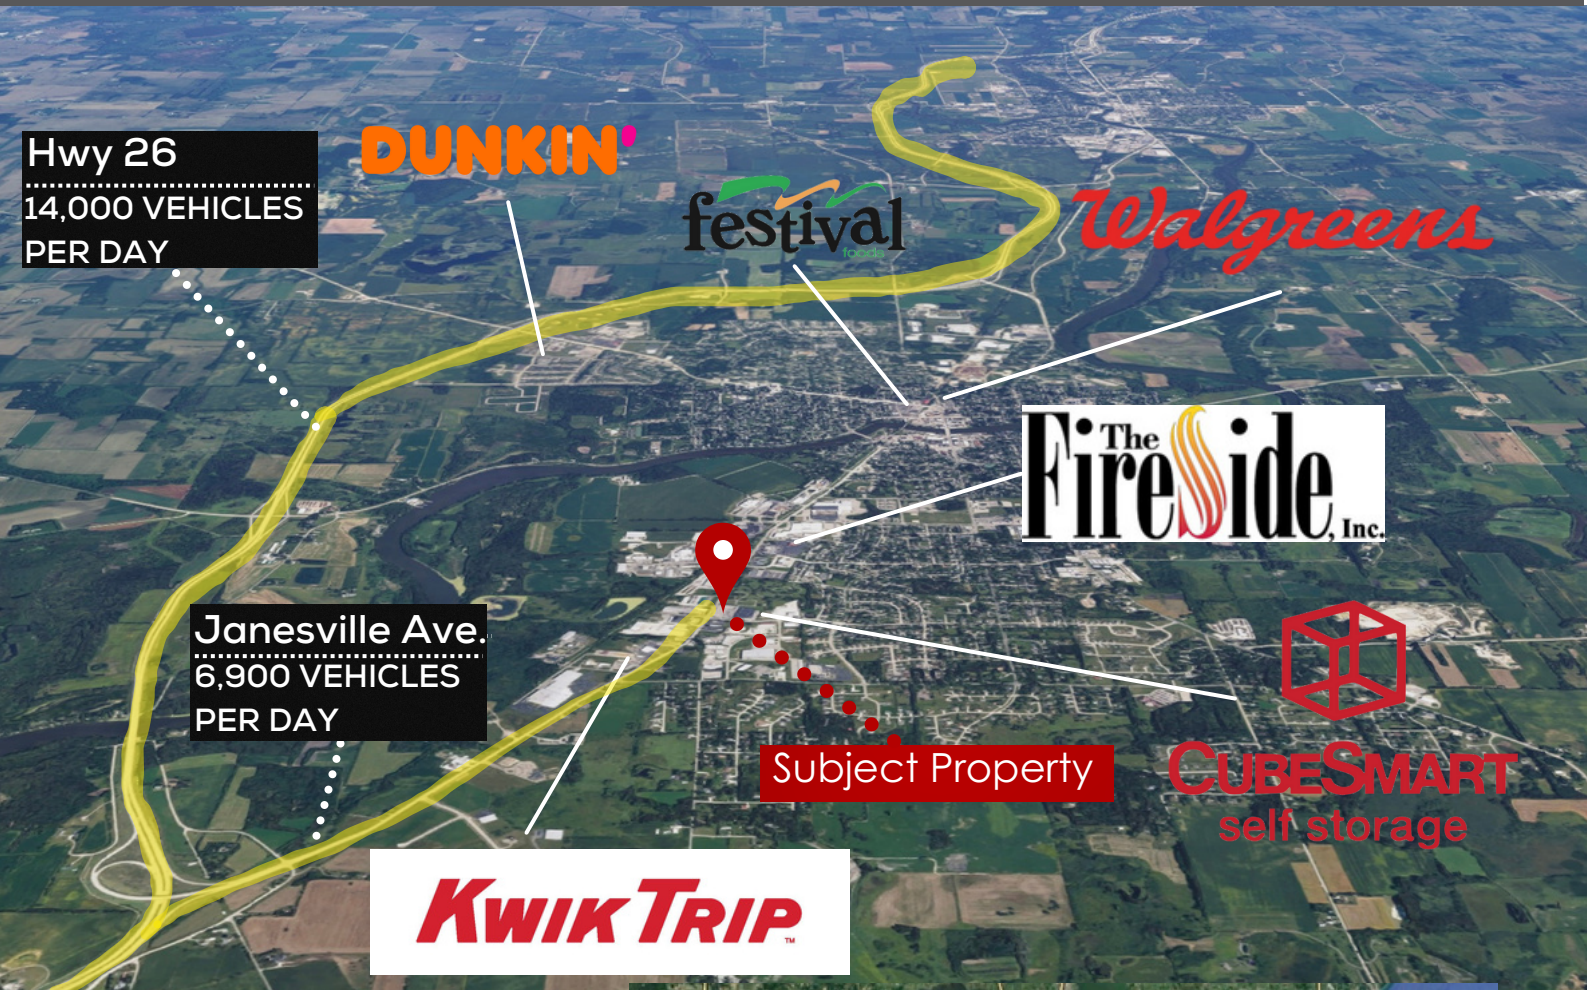 Hwy 26
14,000 VEHICLES
PER DAY
DUNKIN'
festival
foods
Walgreens
The
FireSide, Inc.
Janesville Ave.
6,900 VEHICLES
PER DAY
Subject Property
CUBESMART
self storage
KWIK TRIP™